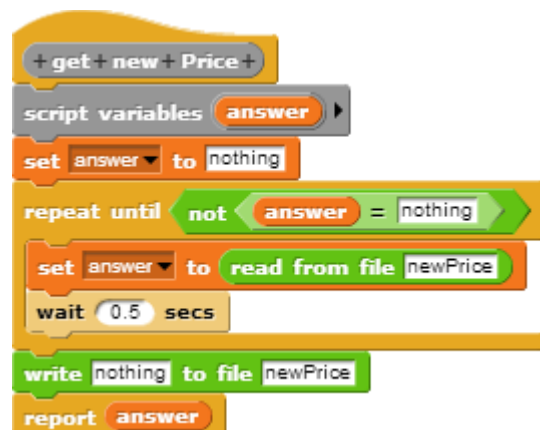 + get + new + Price +
script variables answer
set answer to nothing
repeat until not answer = nothing
set answer to read from file newPrice
wait 0.5 secs
write nothing to file newPrice
report answer